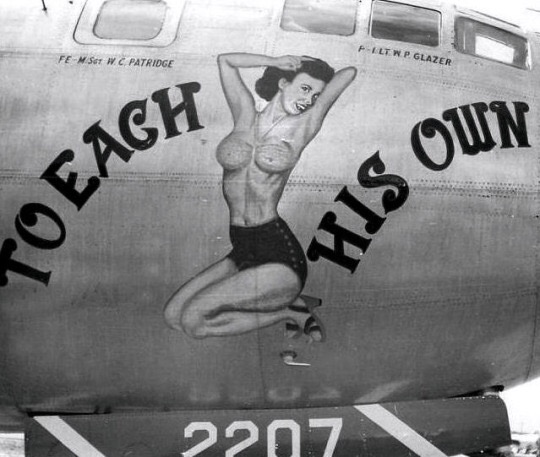 FE-M.Sgt W.C. PATRIDGE
P-1.LT. W.P. GLAZER
TO EACH HIS OWN
2207